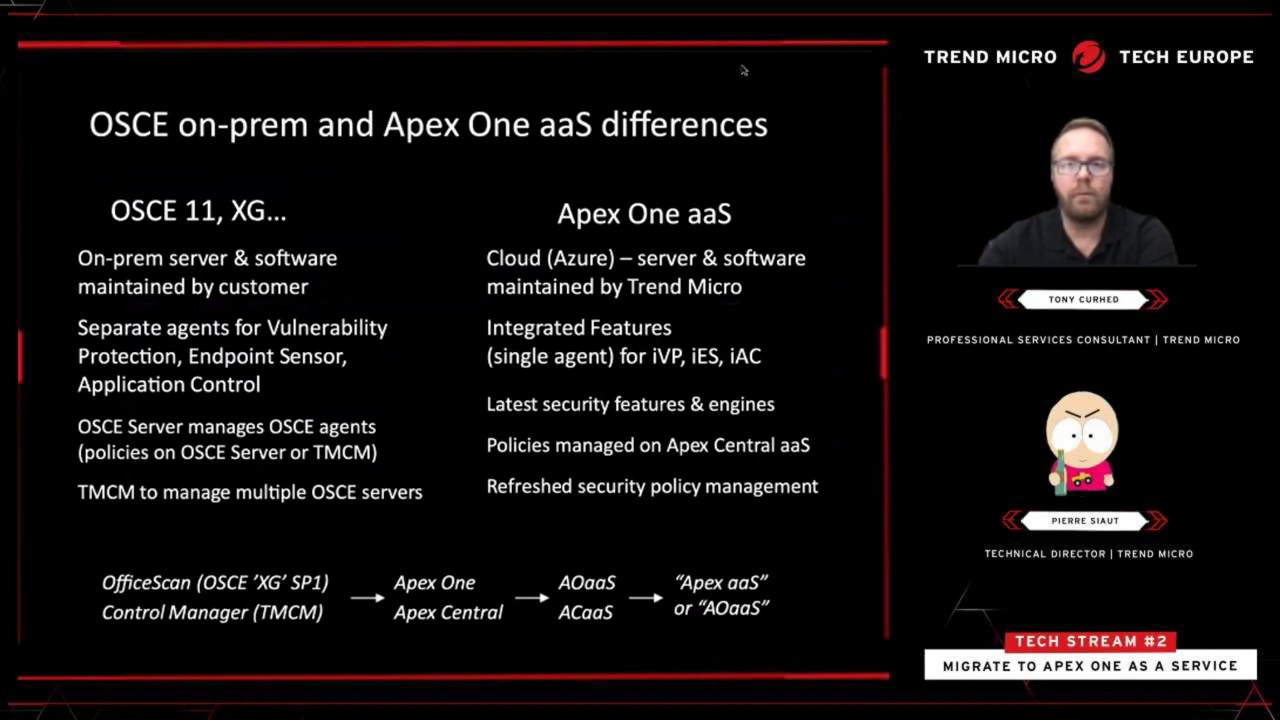 OSCE on-prem and Apex One aaS differences
OSCE 11, XG...
On-prem server & software
maintained by customer
Separate agents for Vulnerability
Protection, Endpoint Sensor,
Application Control
OSCE Server manages OSCE agents
(policies on OSCE Server or TMCM)
TMCM to manage multiple OSCE servers
Apex One aaS
Cloud (Azure) – server & software
maintained by Trend Micro
Integrated Features
(single agent) for iVP, iES, iAC
Latest security features & engines
Policies managed on Apex Central aaS
Refreshed security policy management
OfficeScan (OSCE 'XG' SP1)
Control Manager (TMCM)
Apex One
Apex Central
AOaaS
ACaaS
“Apex aaS”
or “AOaaS”
TREND MICRO TECH EUROPE
TONY CURHED
PROFESSIONAL SERVICES CONSULTANT | TREND MICRO
PIERRE SIAUT
TECHNICAL DIRECTOR | TREND MICRO
TECH STREAM #2
MIGRATE TO APEX ONE AS A SERVICE